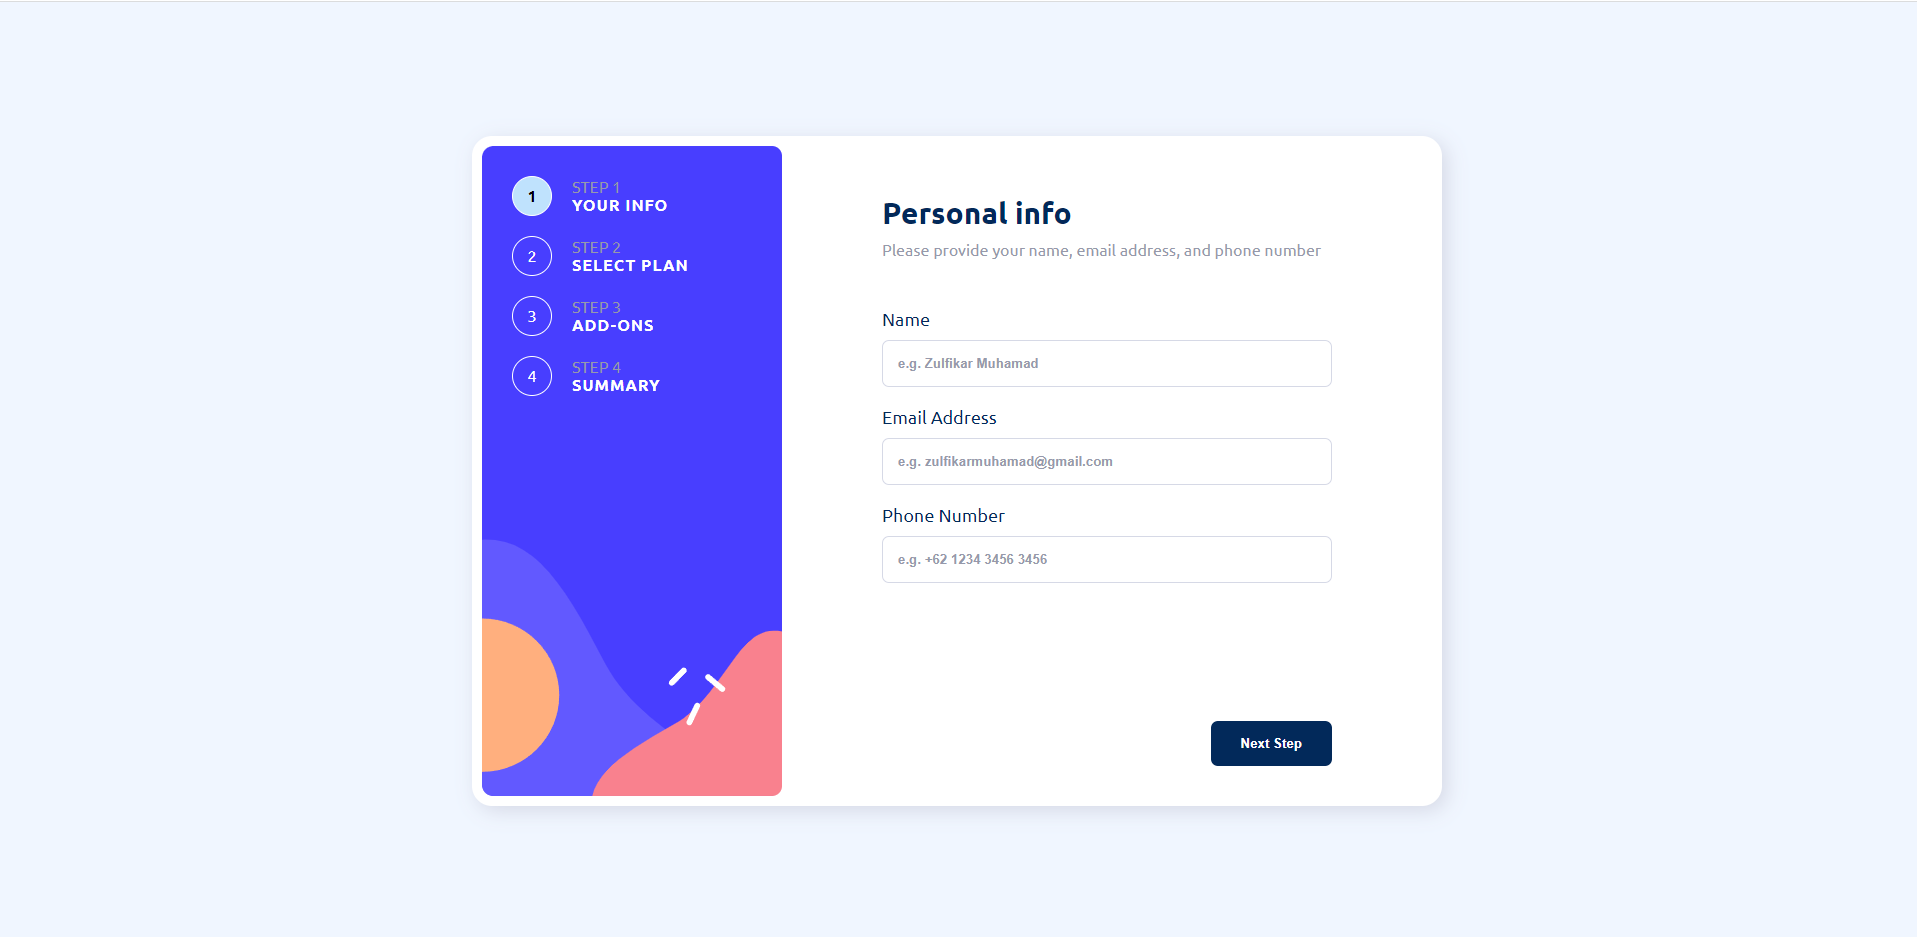 1
STEP 1
YOUR INFO
2
STEP 2
SELECT PLAN
3
STEP 3
ADD-ONS
4
STEP 4
SUMMARY
Personal info
Please provide your name, email address, and phone number
Name
e.g. Zulfikar Muhamad
Email Address
e.g. zulfikarmuhamad@gmail.com
Phone Number
e.g. +62 1234 3456 3456
Next Step